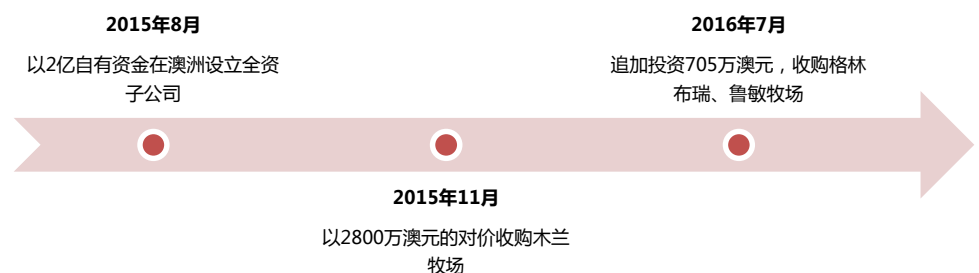 2015年8月
以2亿自有资金在澳洲设立全资
子公司
2015年11月
以2800万澳元的对价收购木兰
牧场
2016年7月
追加投资705万澳元，收购格林
布瑞、鲁敏牧场